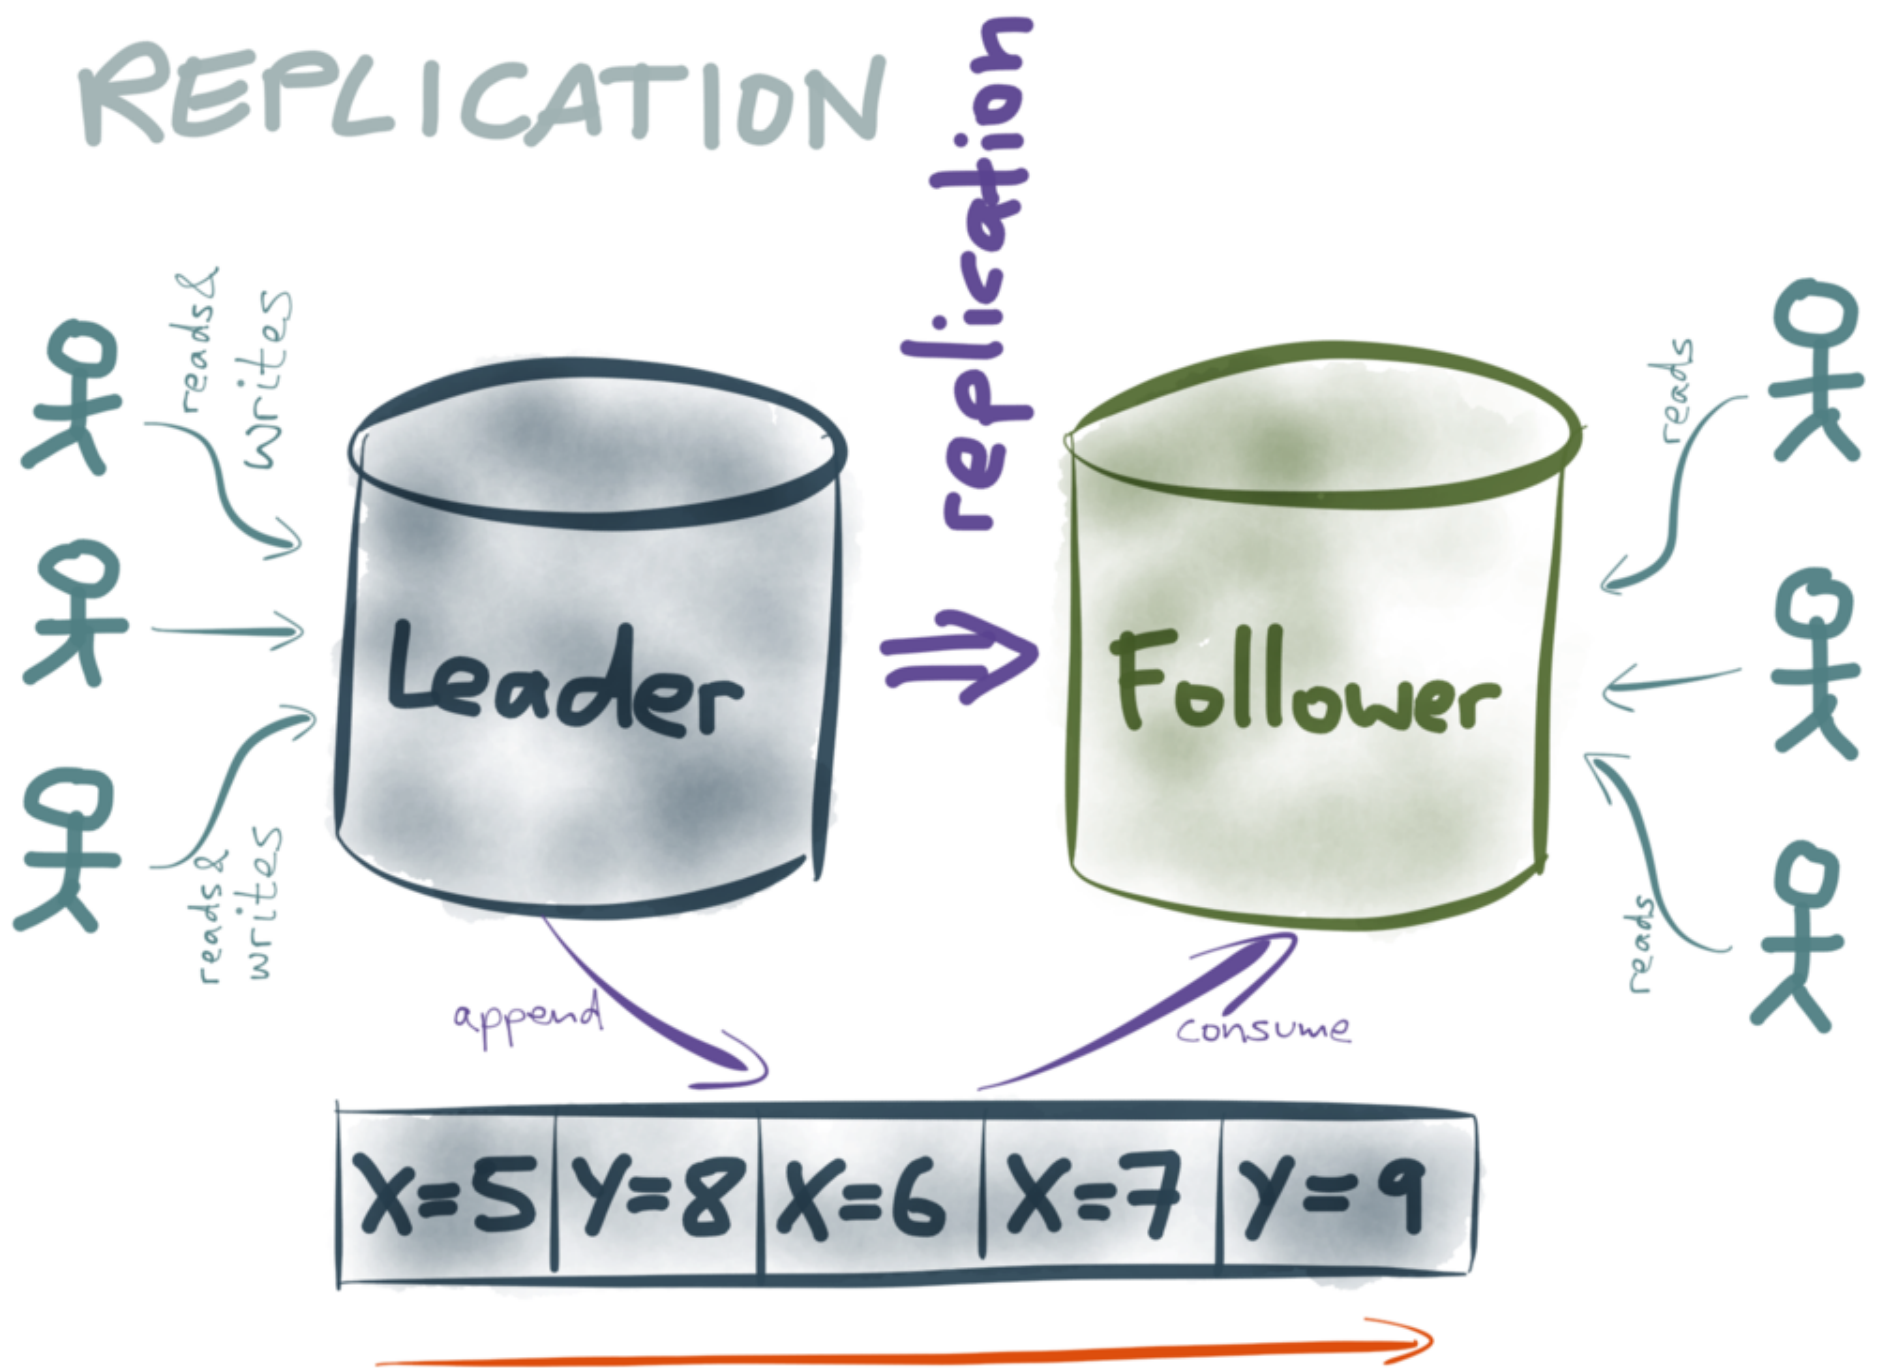 REPLICATION
replication
reads&
writes
reads
Leader
Follower
reads&
writes
reads
append
consume
X=5 Y=8 X=6 X=7 Y=9